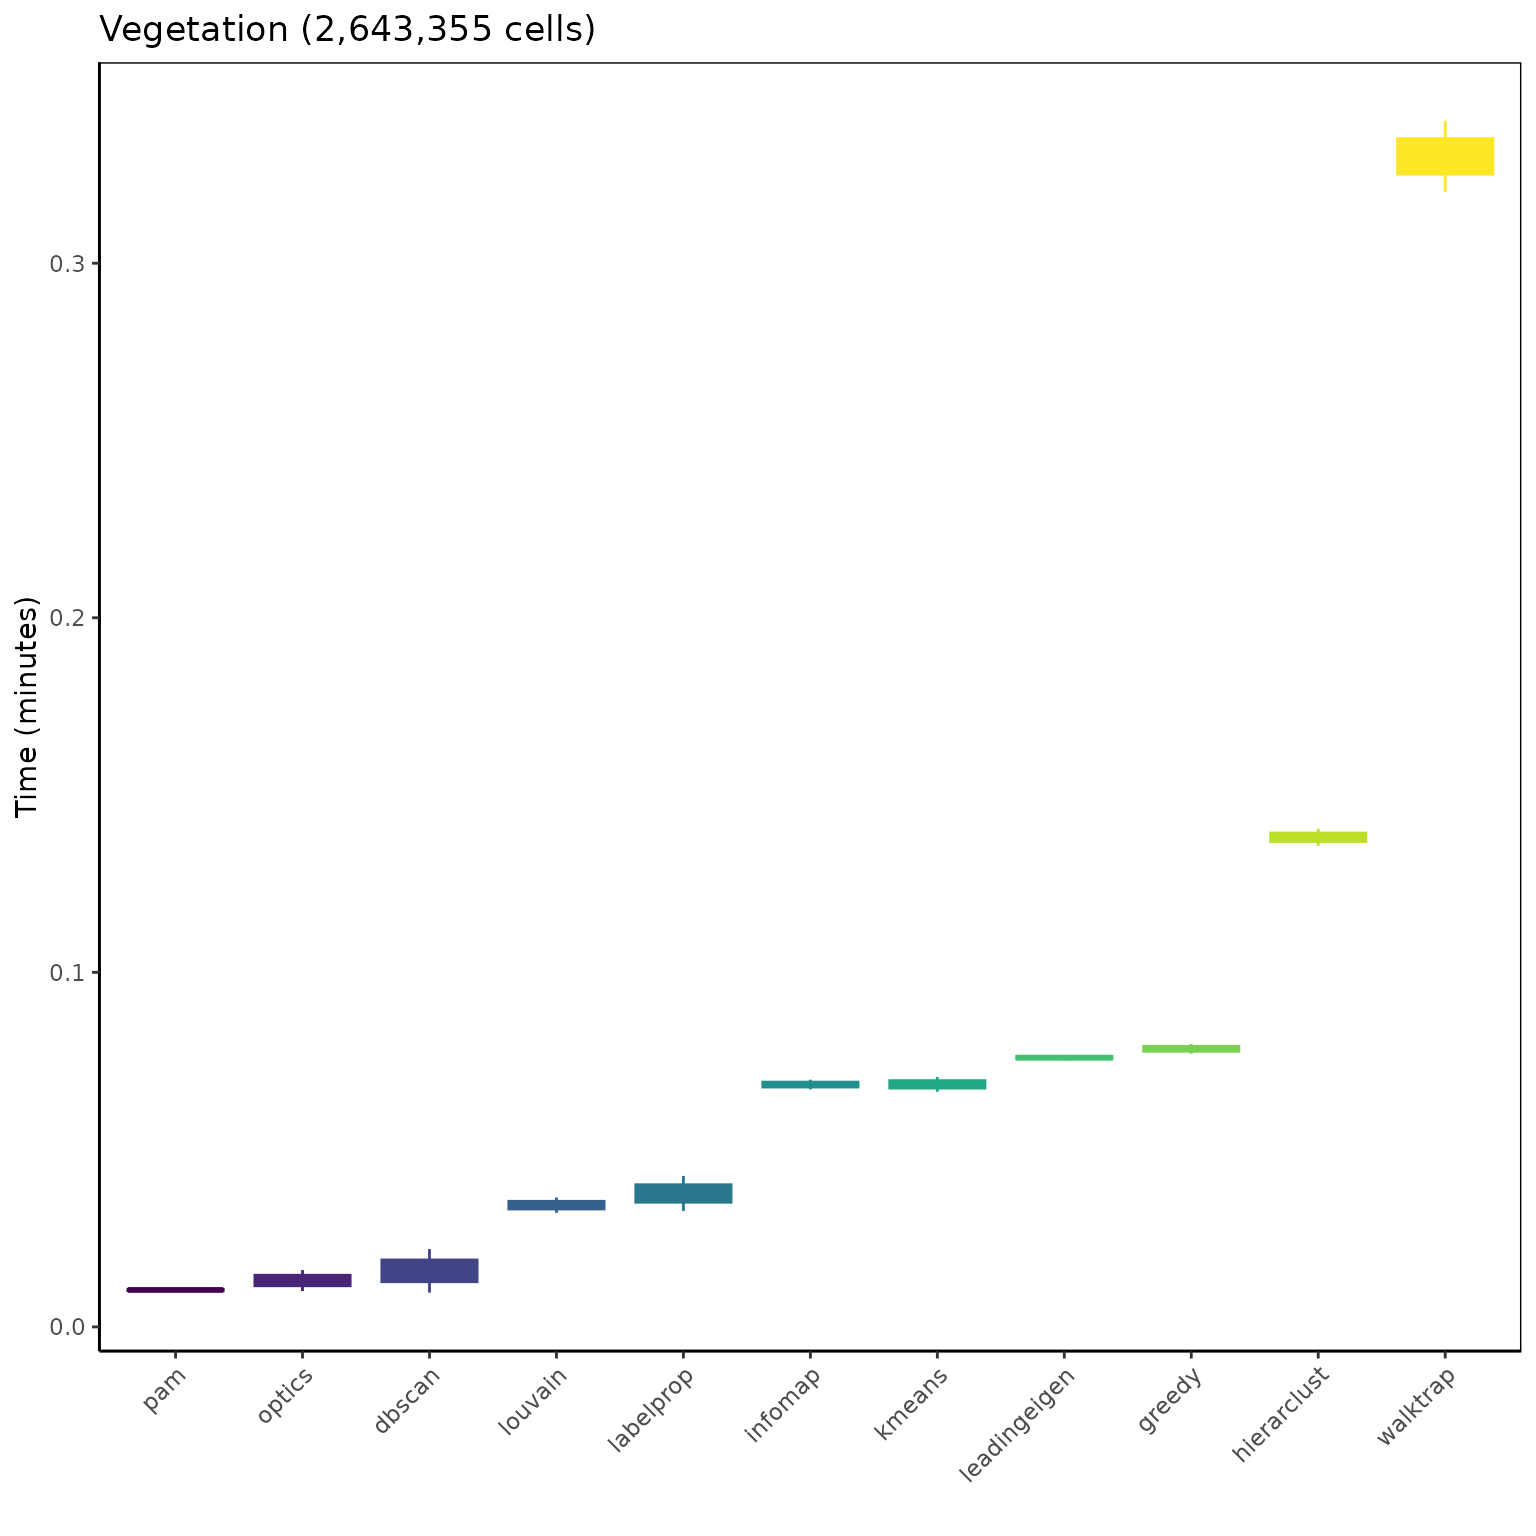 Vegetation (2,643,355 cells)
Time (minutes)
0.3
0.2
0.1
0.0
pam
optics
dbscan
louvain
labelprop
infomap
kmeans
leadingeigen
greedy
hierarclust
walktrap